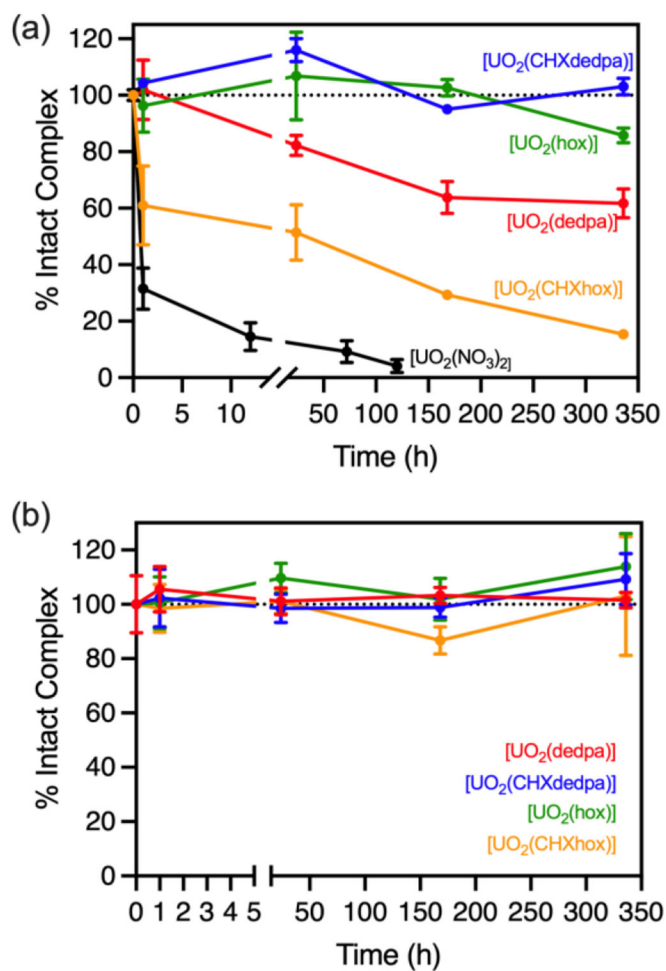 (a)
% Intact Complex
120
100
80
60
40
20
0
[UO₂(CHXdedpa)]
[UO₂(hox)]
[UO₂(dedpa)]
[UO₂(CHXhox)]
[UO₂(NO₃)₂]
0 5 10 50 100 150 200 250 300 350
Time (h)
(b)
% Intact Complex
120
100
80
60
40
20
0
[UO₂(dedpa)]
[UO₂(CHXdedpa)]
[UO₂(hox)]
[UO₂(CHXhox)]
0 1 2 3 4 5 50 100 150 200 250 300 350
Time (h)